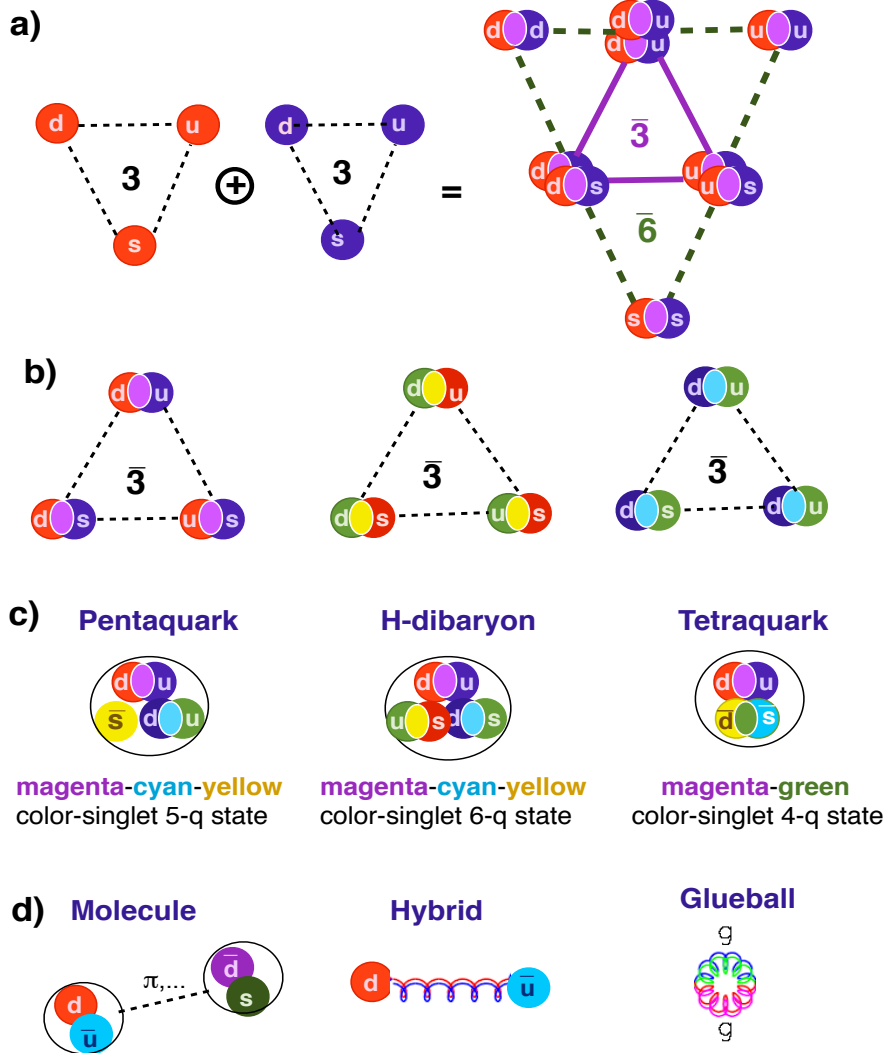 a)
d u
s
3
+
d u
s
3
=
d d
d u
d u
u u
3̅
d s
u s
6̅
s s
b)
d u
3̅
d s
u s
d u
3̅
d s
u s
d u
3̅
d s
d u
c)
Pentaquark
d u
s̅
d u
magenta-cyan-yellow
color-singlet 5-q state
H-dibaryon
d u
u s
d s
magenta-cyan-yellow
color-singlet 6-q state
Tetraquark
d u
d̅ s̅
magenta-green
color-singlet 4-q state
d)
Molecule
d
u̅
π,...
d̅
s
Hybrid
d
u̅
Glueball
g
g